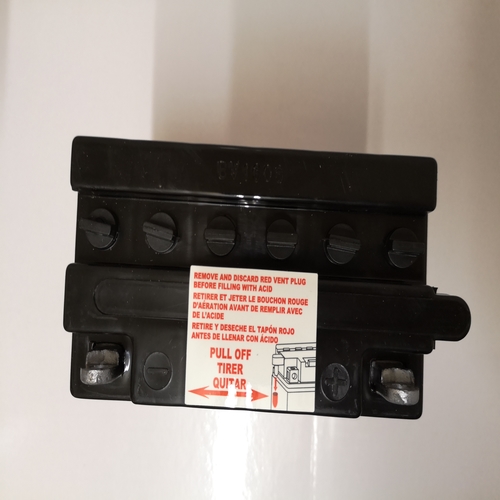 REMOVE AND DISCARD RED VENT PLUG
BEFORE FILLING WITH ACID
RETIRER ET JETER LE BOUCHON ROUGE
D'AÉRATION AVANT DE REMPLIR AVEC
DE L'ACIDE
RETIRE Y DESECHE EL TAPÓN ROJO
ANTES DE LLENAR CON ÁCIDO
PULL OFF
TIRER
QUITAR